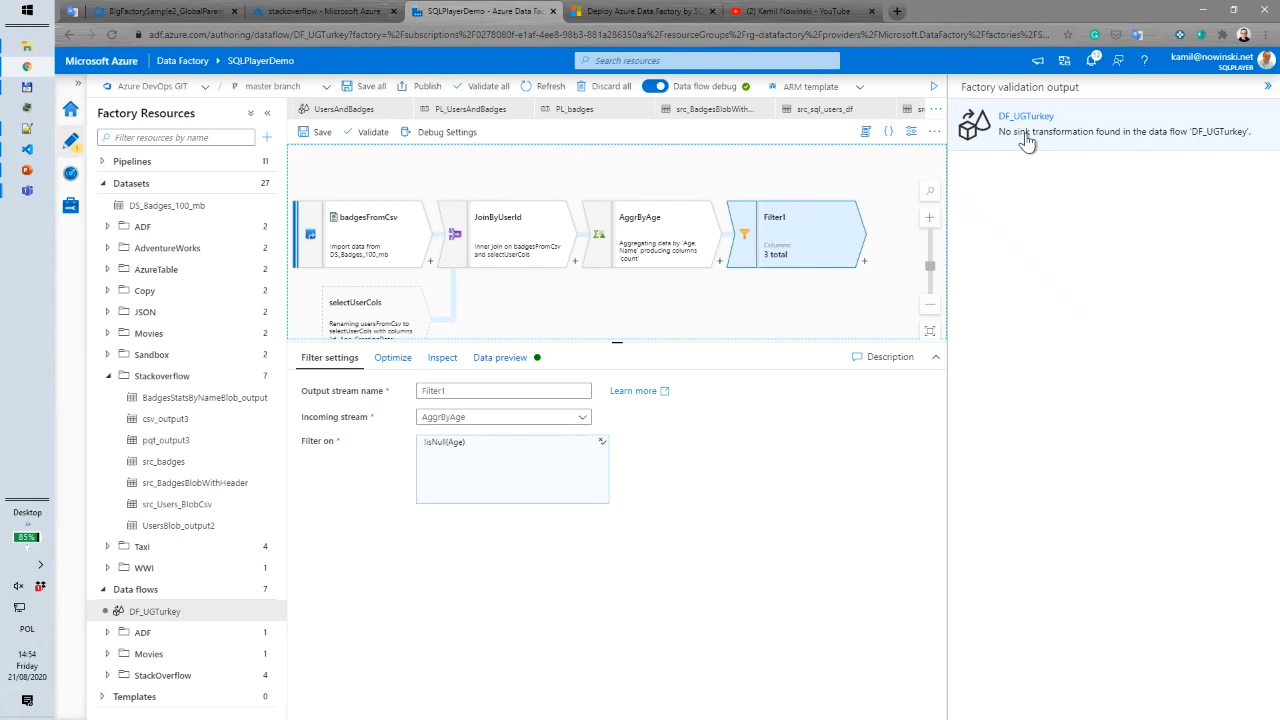 BigFactorySample2_GlobalParam
stackoverflow - Microsoft Azure
SQLPlayerDemo - Azure Data Fac
Deploy Azure Data Factory by SQ
(1) Kamil Nowinski - YouTube
adf.azure.com/authoring/dataflow/DF_UGTurkey?factory=%2Fsubscriptions%2F0278080f-e1af-4ee8-98b3-881a286350aa%2FresourceGroups%2Frg-datafactory%2Fproviders%2FMicrosoft.DataFactory%2Ffactories%2FS...
Microsoft Azure
Data Factory
SQLPlayerDemo
Search resources
12
kamil@nowinski.net
SQLPLAYER
Azure DevOps GIT
master branch
Save all
Publish
Validate all
Refresh
Discard all
Data flow debug
ARM template
Factory validation output
Factory Resources
UsersAndBadges
PL_UsersAndBadges
PL_badges
src_BadgesBlobWith...
src_sql_users_df
Filter resources by name
Save
Validate
Debug Settings
DF_UGTurkey
No sink transformation found in the data flow 'DF_UGTurkey'.
Pipelines 11
Datasets 27
DS_Badges_100_mb
ADF 2
AdventureWorks 2
AzureTable 2
Copy 2
JSON 2
Movies 2
Sandbox 2
Stackoverflow 7
BadgesStatsByNameBlob_output
csv_output3
pqt_output3
src_badges
src_BadgesBlobWithHeader
src_Users_BlobCsv
UsersBlob_output2
Taxi 4
WWI 1
Data flows 7
DF_UGTurkey
ADF 1
Movies 2
StackOverflow 4
Templates 0
badgesFromCsv
Import data from
DS_Badges_100_mb
JoinByUserId
Inner join on badgesFromCsv
and selectUserCols
AggrByAge
Aggregating data by 'Age,
Name' producing columns
'count'
Filter1
Columns:
3 total
selectUserCols
Renaming usersFromCsv to
selectUserCols with columns
Filter settings
Optimize
Inspect
Data preview
Description
Output stream name *
Filter1
Learn more
Incoming stream *
AggrByAge
Filter on *
!isNull(Age)
Desktop
85%
POL
14:54
Friday
21/08/2020